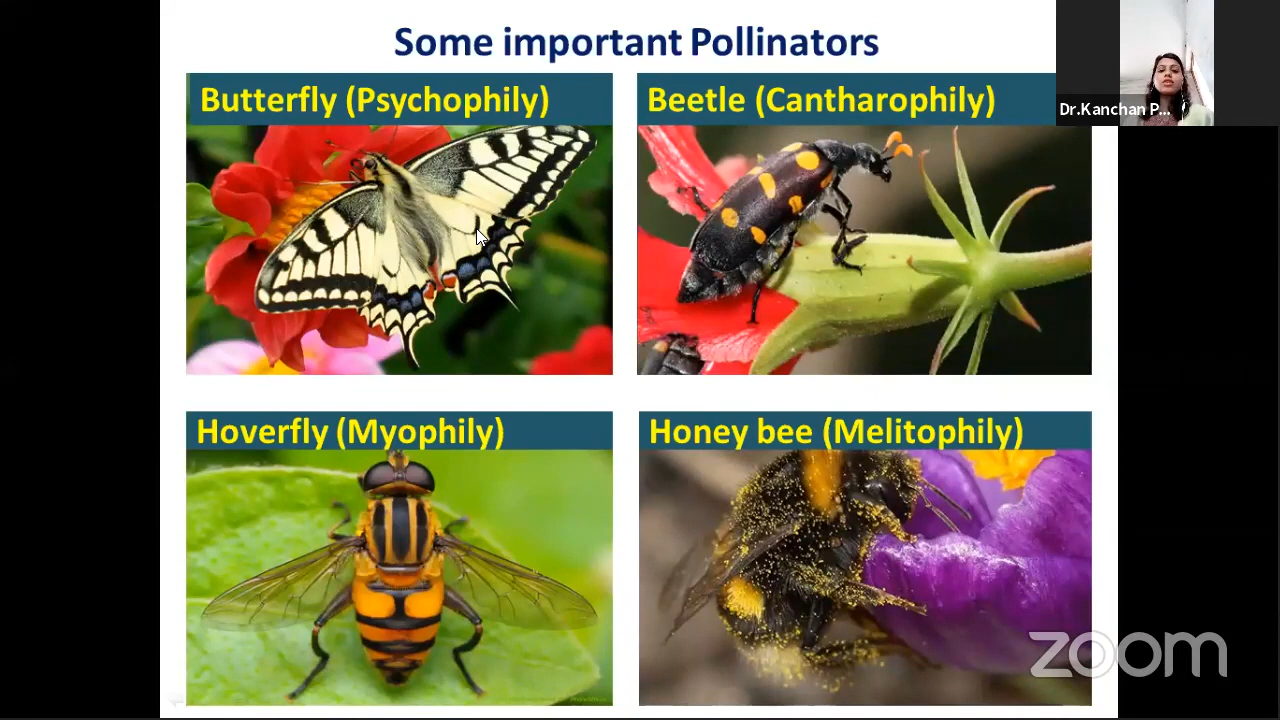 Some important Pollinators
Butterfly (Psychophily)
Beetle (Cantharophily)
Dr.Kanchan P...
Hoverfly (Myophily)
Honey bee (Melitophily)
zoom